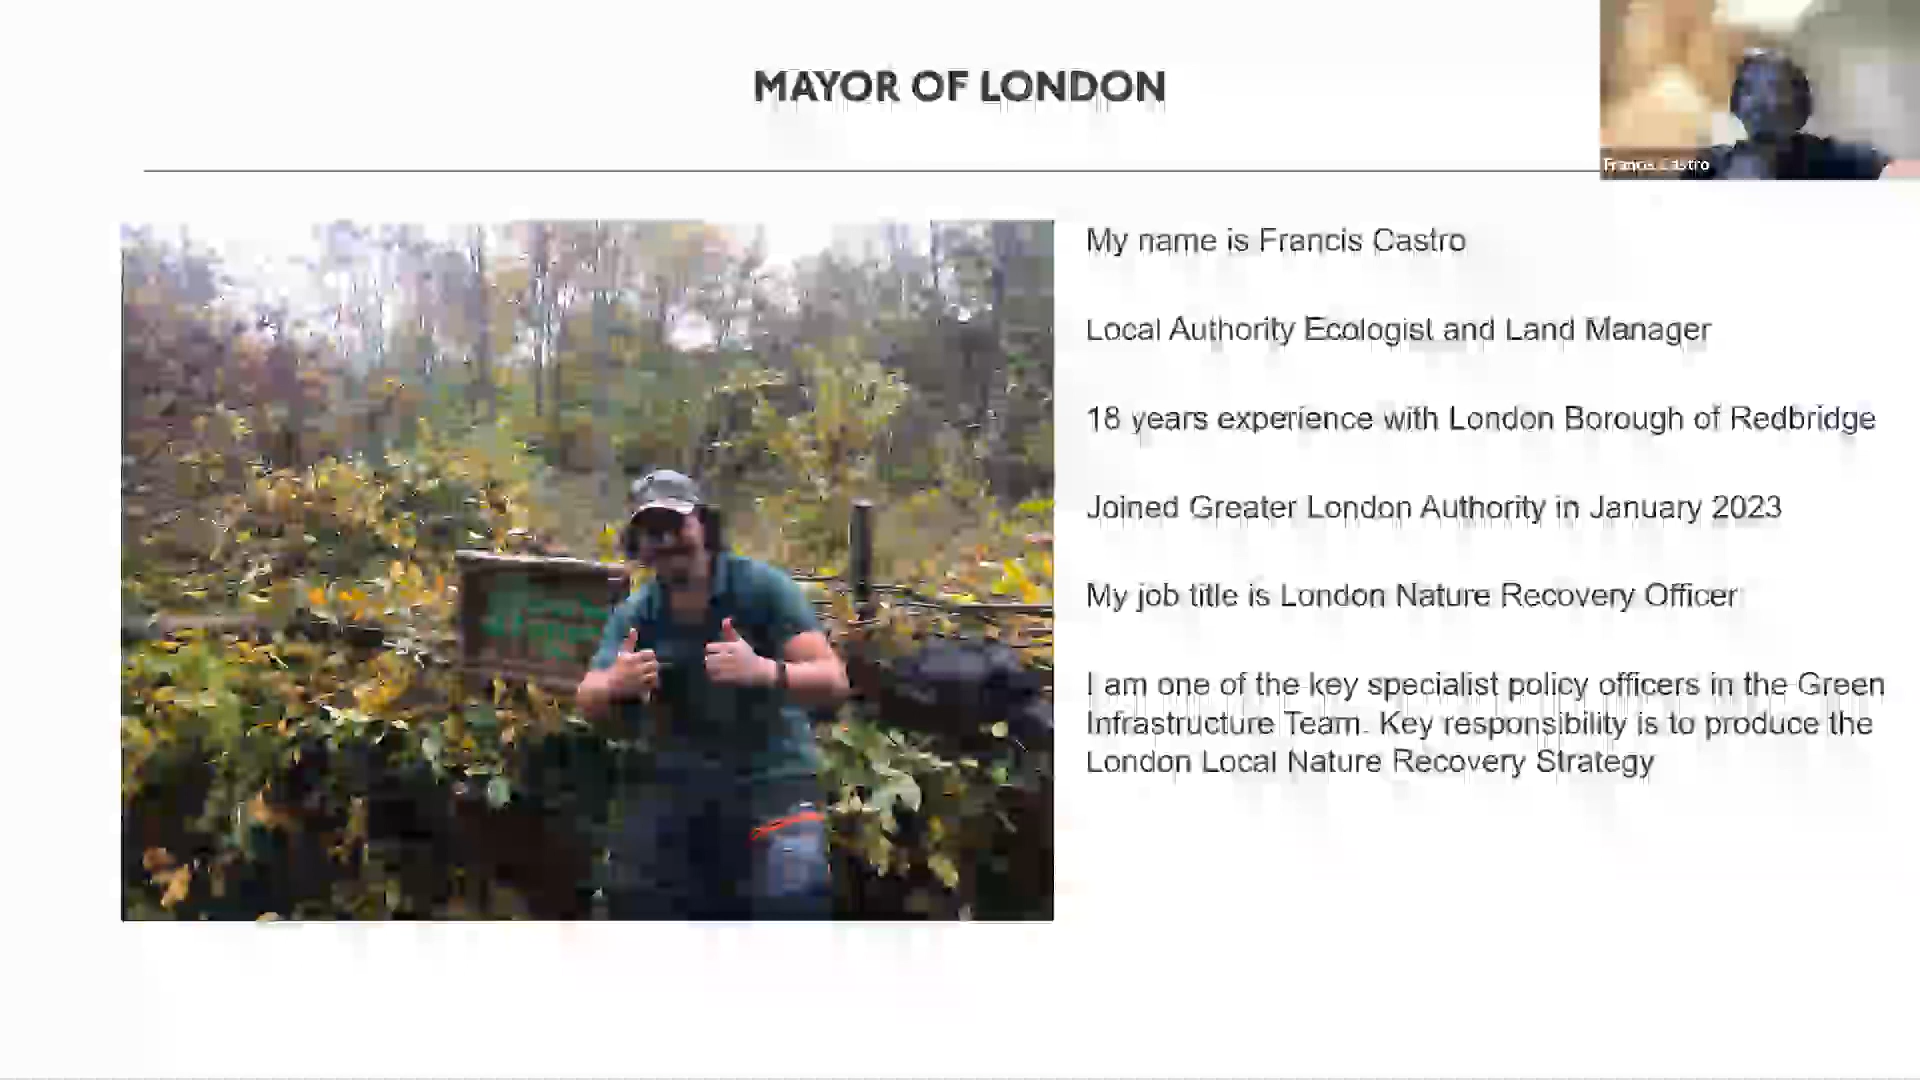 MAYOR OF LONDON
Francis Castro
My name is Francis Castro
Local Authority Ecologist and Land Manager
18 years experience with London Borough of Redbridge
Joined Greater London Authority in January 2023
My job title is London Nature Recovery Officer
I am one of the key specialist policy officers in the Green
Infrastructure Team. Key responsibility is to produce the
London Local Nature Recovery Strategy